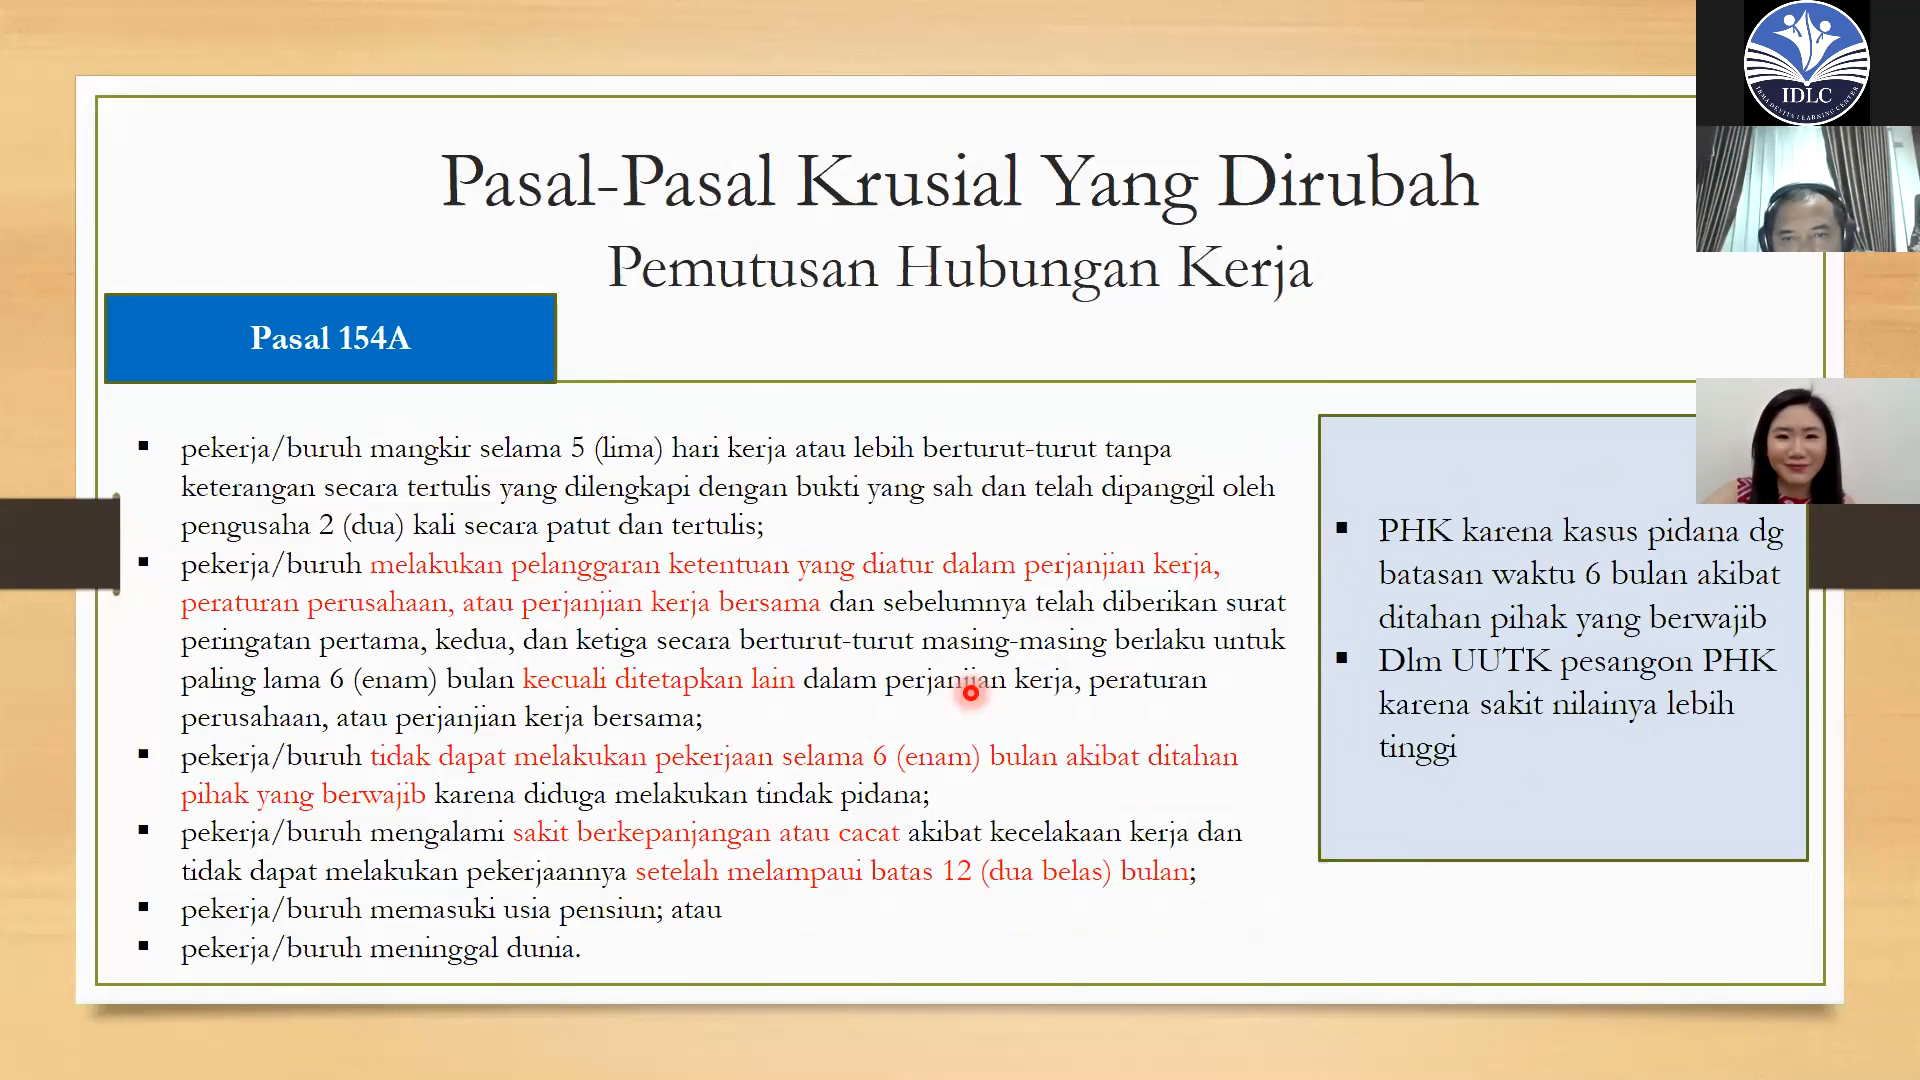 Pasal-Pasal Krusial Yang Dirubah
Pemutusan Hubungan Kerja
Pasal 154A
▪ pekerja/buruh mangkir selama 5 (lima) hari kerja atau lebih berturut-turut tanpa
keterangan secara tertulis yang dilengkapi dengan bukti yang sah dan telah dipanggil oleh
pengusaha 2 (dua) kali secara patut dan tertulis;
▪ pekerja/buruh melakukan pelanggaran ketentuan yang diatur dalam perjanjian kerja,
peraturan perusahaan, atau perjanjian kerja bersama dan sebelumnya telah diberikan surat
peringatan pertama, kedua, dan ketiga secara berturut-turut masing-masing berlaku untuk
paling lama 6 (enam) bulan kecuali ditetapkan lain dalam perjanjian kerja, peraturan
perusahaan, atau perjanjian kerja bersama;
▪ pekerja/buruh tidak dapat melakukan pekerjaan selama 6 (enam) bulan akibat ditahan
pihak yang berwajib karena diduga melakukan tindak pidana;
▪ pekerja/buruh mengalami sakit berkepanjangan atau cacat akibat kecelakaan kerja dan
tidak dapat melakukan pekerjaannya setelah melampaui batas 12 (dua belas) bulan;
▪ pekerja/buruh memasuki usia pensiun; atau
▪ pekerja/buruh meninggal dunia.
▪ PHK karena kasus pidana dg
batasan waktu 6 bulan akibat
ditahan pihak yang berwajib
▪ Dlm UUTK pesangon PHK
karena sakit nilainya lebih
tinggi
IDLC
IRMA DEVITA LEARNING CENTER